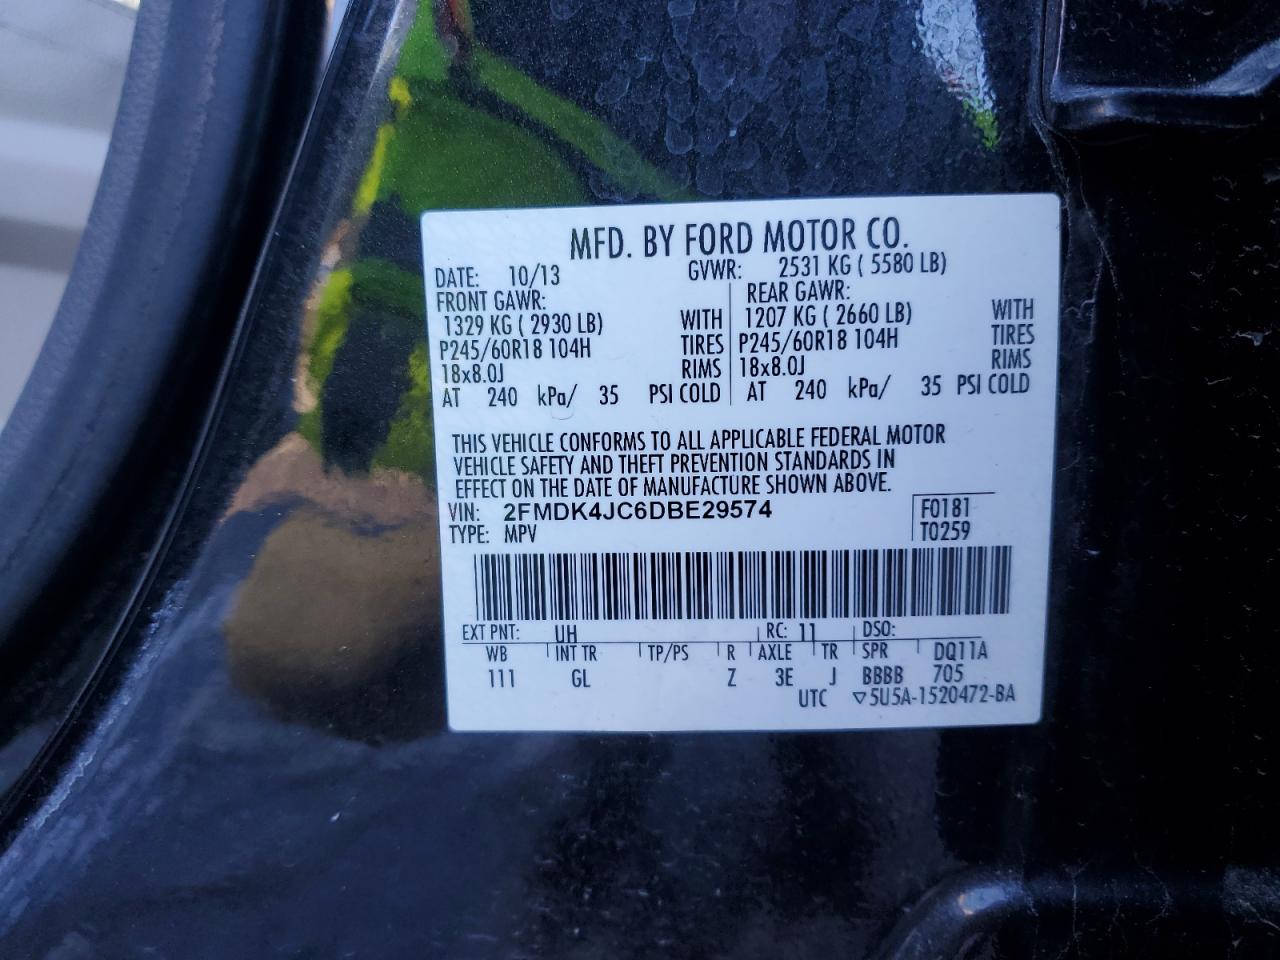 MFD. BY FORD MOTOR CO.
DATE: 10/13 GVWR: 2531 KG ( 5580 LB)
FRONT GAWR: REAR GAWR:
1329 KG ( 2930 LB) WITH 1207 KG ( 2660 LB) WITH
P245/60R18 104H TIRES P245/60R18 104H TIRES
18x8.0J RIMS 18x8.0J RIMS
AT 240 kPa/ 35 PSI COLD AT 240 kPa/ 35 PSI COLD
THIS VEHICLE CONFORMS TO ALL APPLICABLE FEDERAL MOTOR
VEHICLE SAFETY AND THEFT PREVENTION STANDARDS IN
EFFECT ON THE DATE OF MANUFACTURE SHOWN ABOVE.
VIN: 2FMDK4JC6DBE29574 F0181
TYPE: MPV T0259
EXT PNT: UH RC: 11 DSO:
WB INT TR TP/PS R AXLE TR SPR DQ11A
111 GL Z 3E J BBBB 705
UTC ▽5U5A-1520472-BA